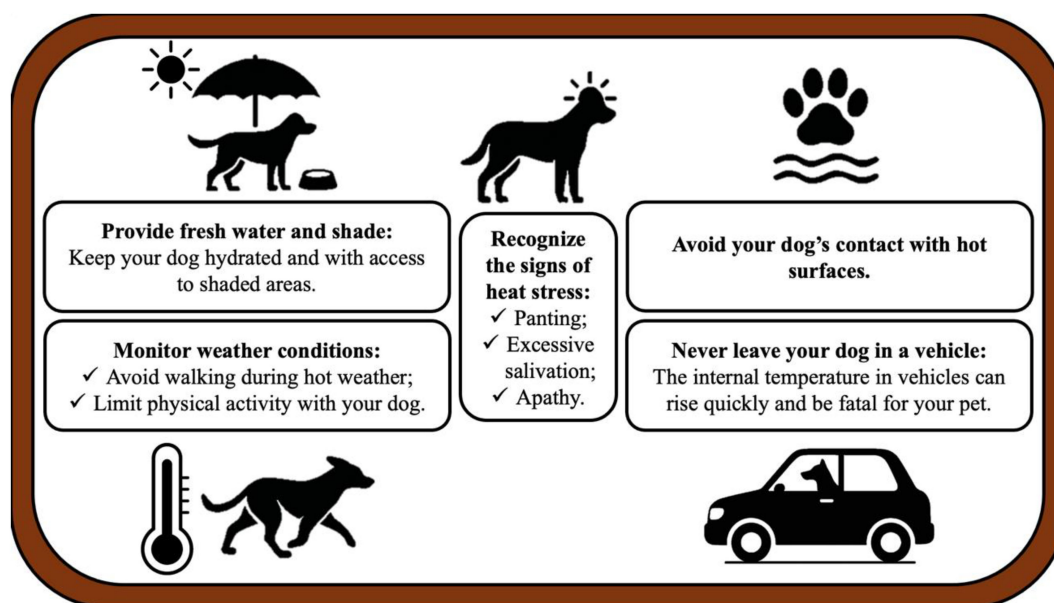 Provide fresh water and shade:
Keep your dog hydrated and with access
to shaded areas.
Monitor weather conditions:
✓ Avoid walking during hot weather;
✓ Limit physical activity with your dog.
Recognize
the signs of
heat stress:
✓ Panting;
✓ Excessive
salivation;
✓ Apathy.
Avoid your dog’s contact with hot
surfaces.
Never leave your dog in a vehicle:
The internal temperature in vehicles can
rise quickly and be fatal for your pet.